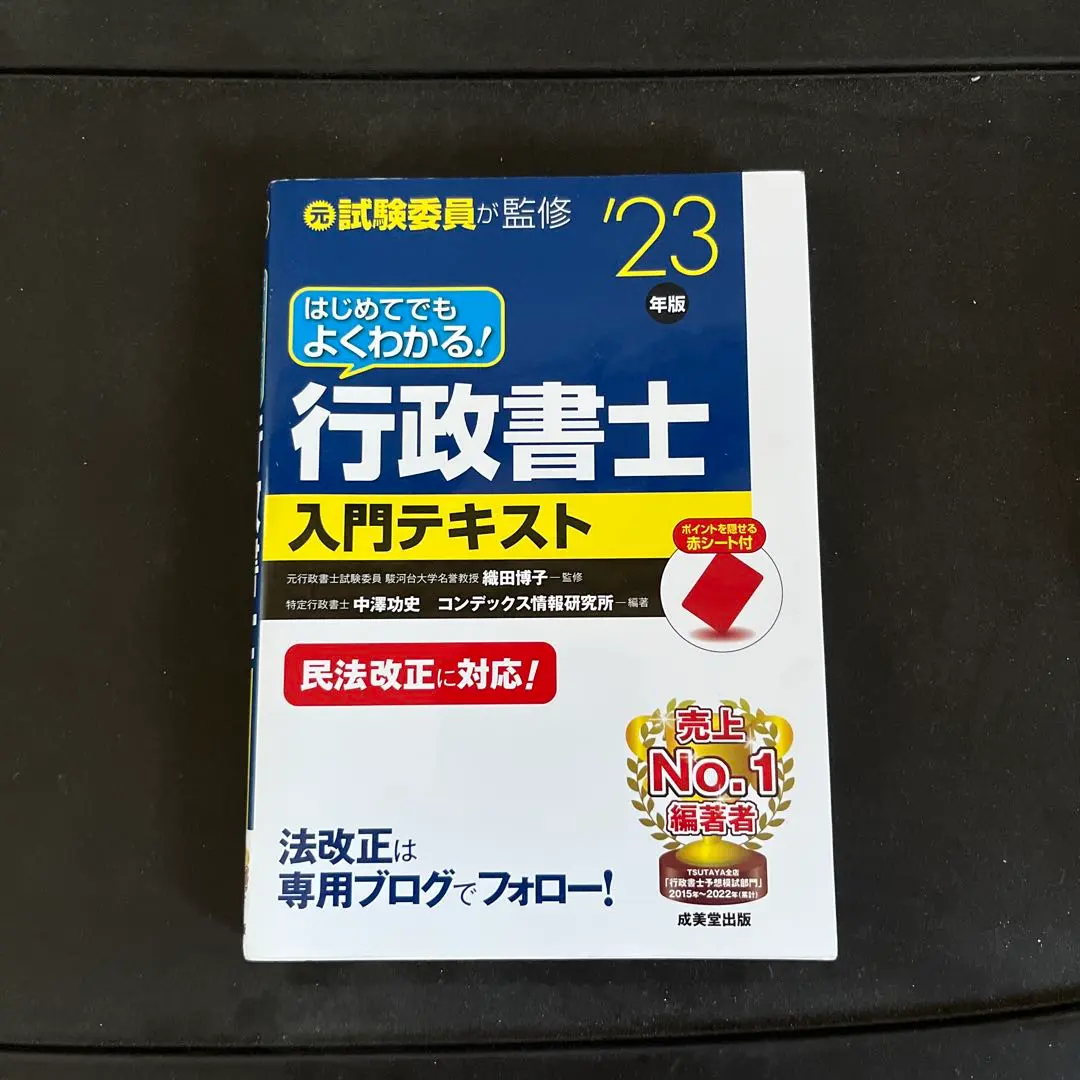 元試験委員が監修
'23
年版
はじめてでも
よくわかる!
行政書士
入門テキスト
ポイントを隠せる
赤シート付
元行政書士試験委員 駿河台大学名誉教授 織田博子―監修
特定行政書士 中澤功史 コンデックス情報研究所―編著
民法改正に対応!
売上
No.1
編著者
TSUTAYA全店
「行政書士予想模試部門」
2015年~2022年(累計)
法改正は
専用ブログでフォロー!
成美堂出版